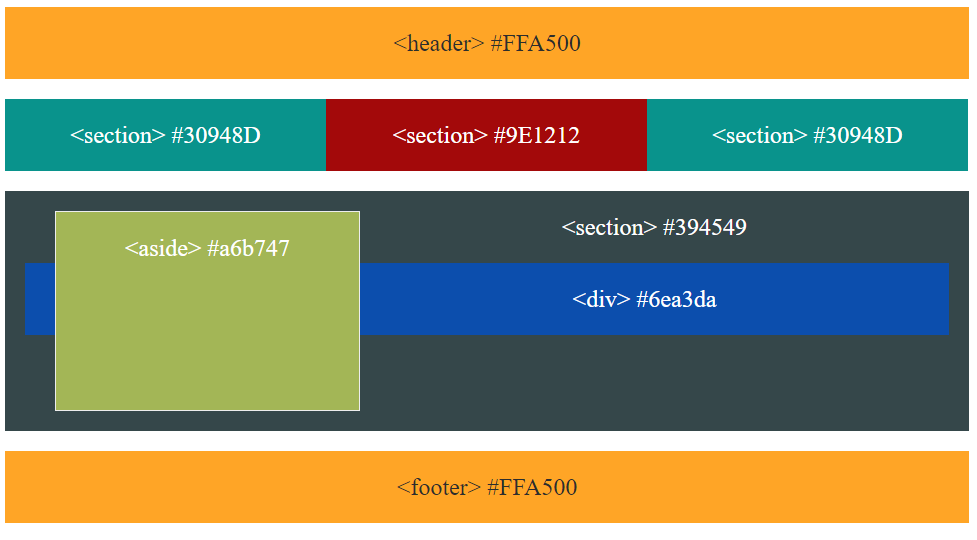 <header> #FFA500
<section> #30948D
<section> #9E1212
<section> #30948D
<section> #394549
<aside> #a6b747
<div> #6ea3da
<footer> #FFA500